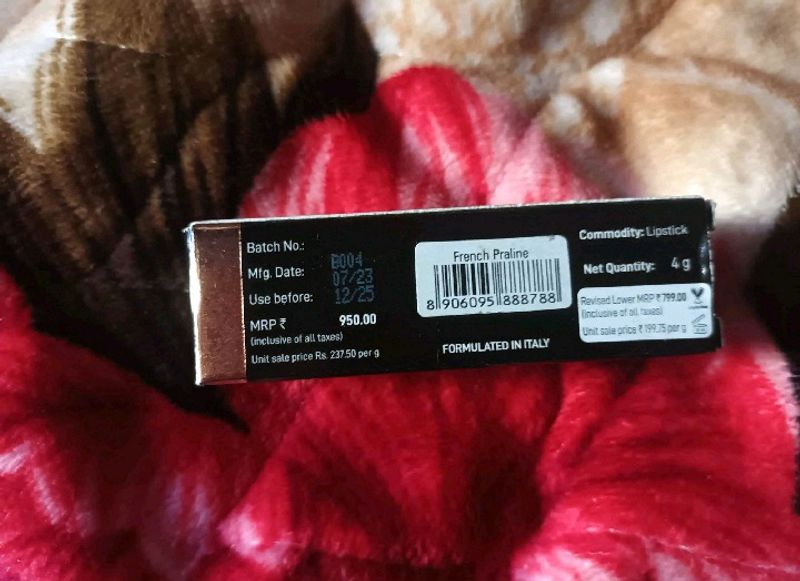 Batch No.:
B004
Mfg. Date:
07/23
Use before:
12/25
MRP ₹ 950.00
(inclusive of all taxes)
Unit sale price Rs. 237.50 per g
French Praline
8 906095 888788
FORMULATED IN ITALY
Commodity: Lipstick
Net Quantity: 4 g
Revised Lower MRP ₹ 799.00
(inclusive of all taxes)
Unit sale price ₹ 199.75 per g